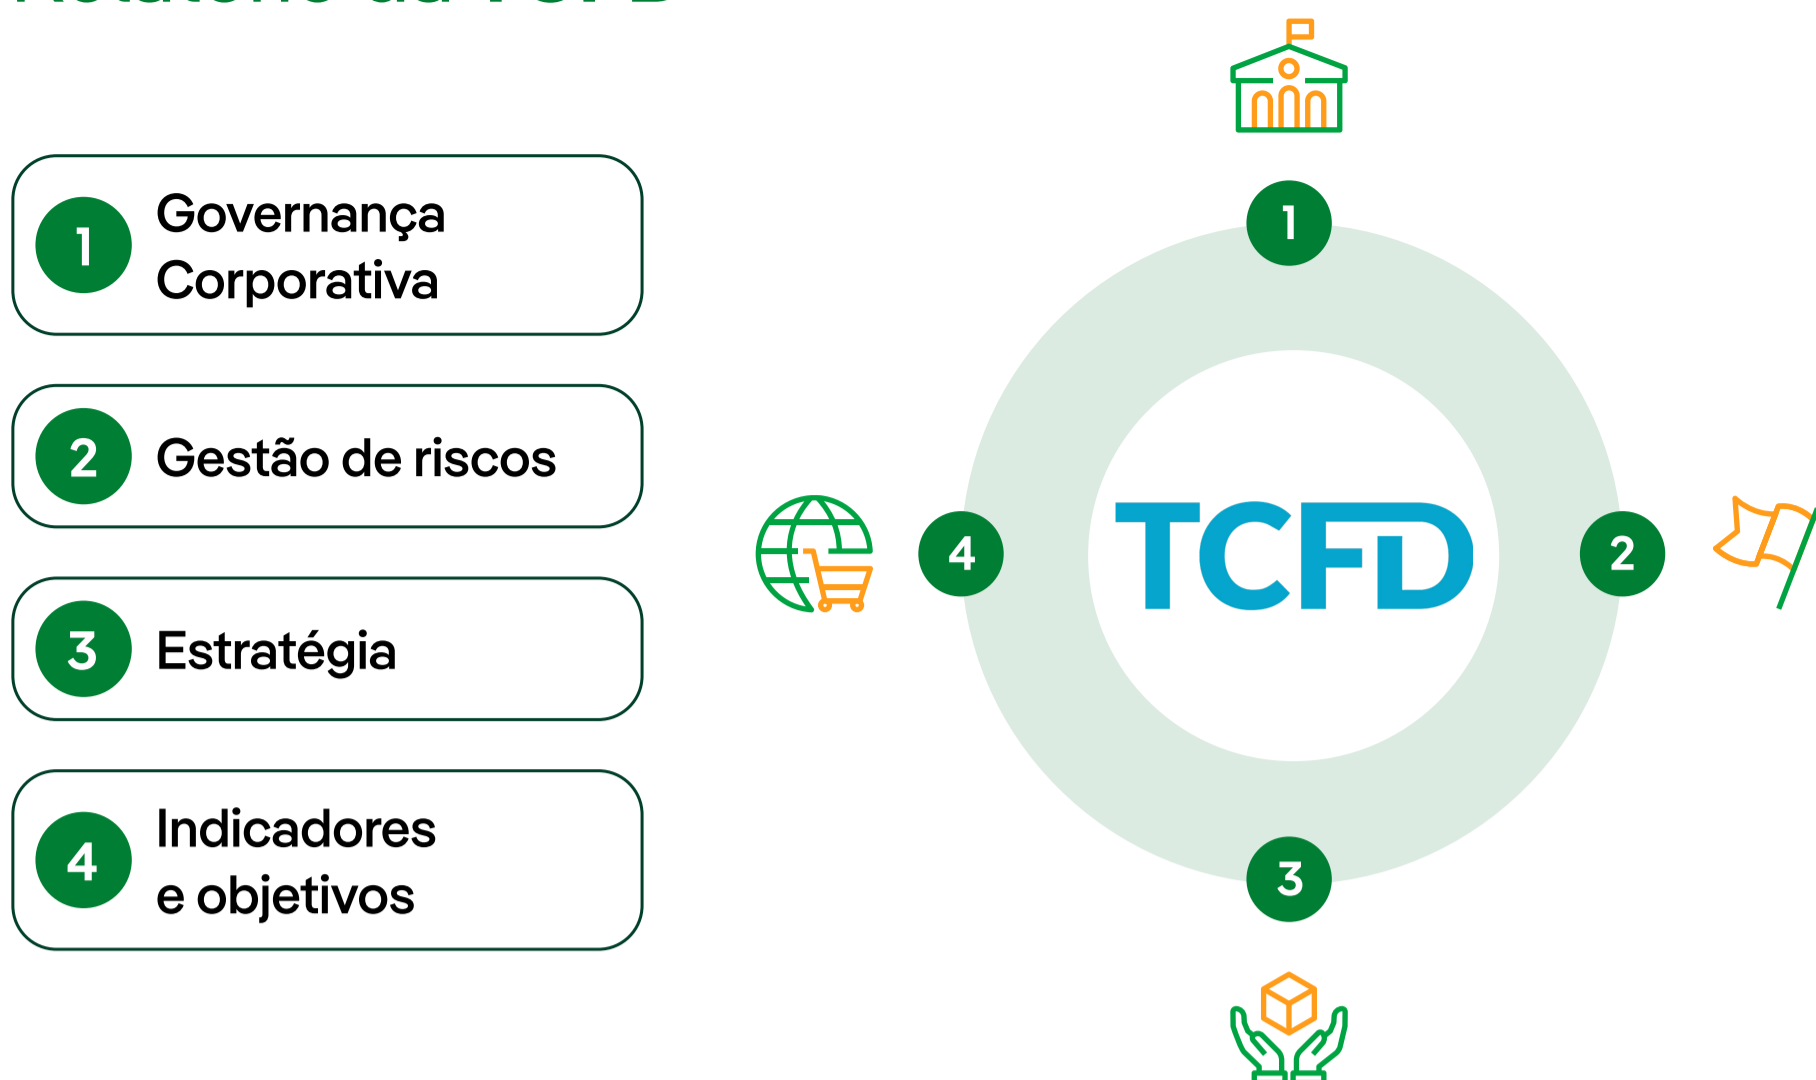 1
Governança
Corporativa
2
Gestão de riscos
3
Estratégia
4
Indicadores
e objetivos
1
4
TCFD
2
3